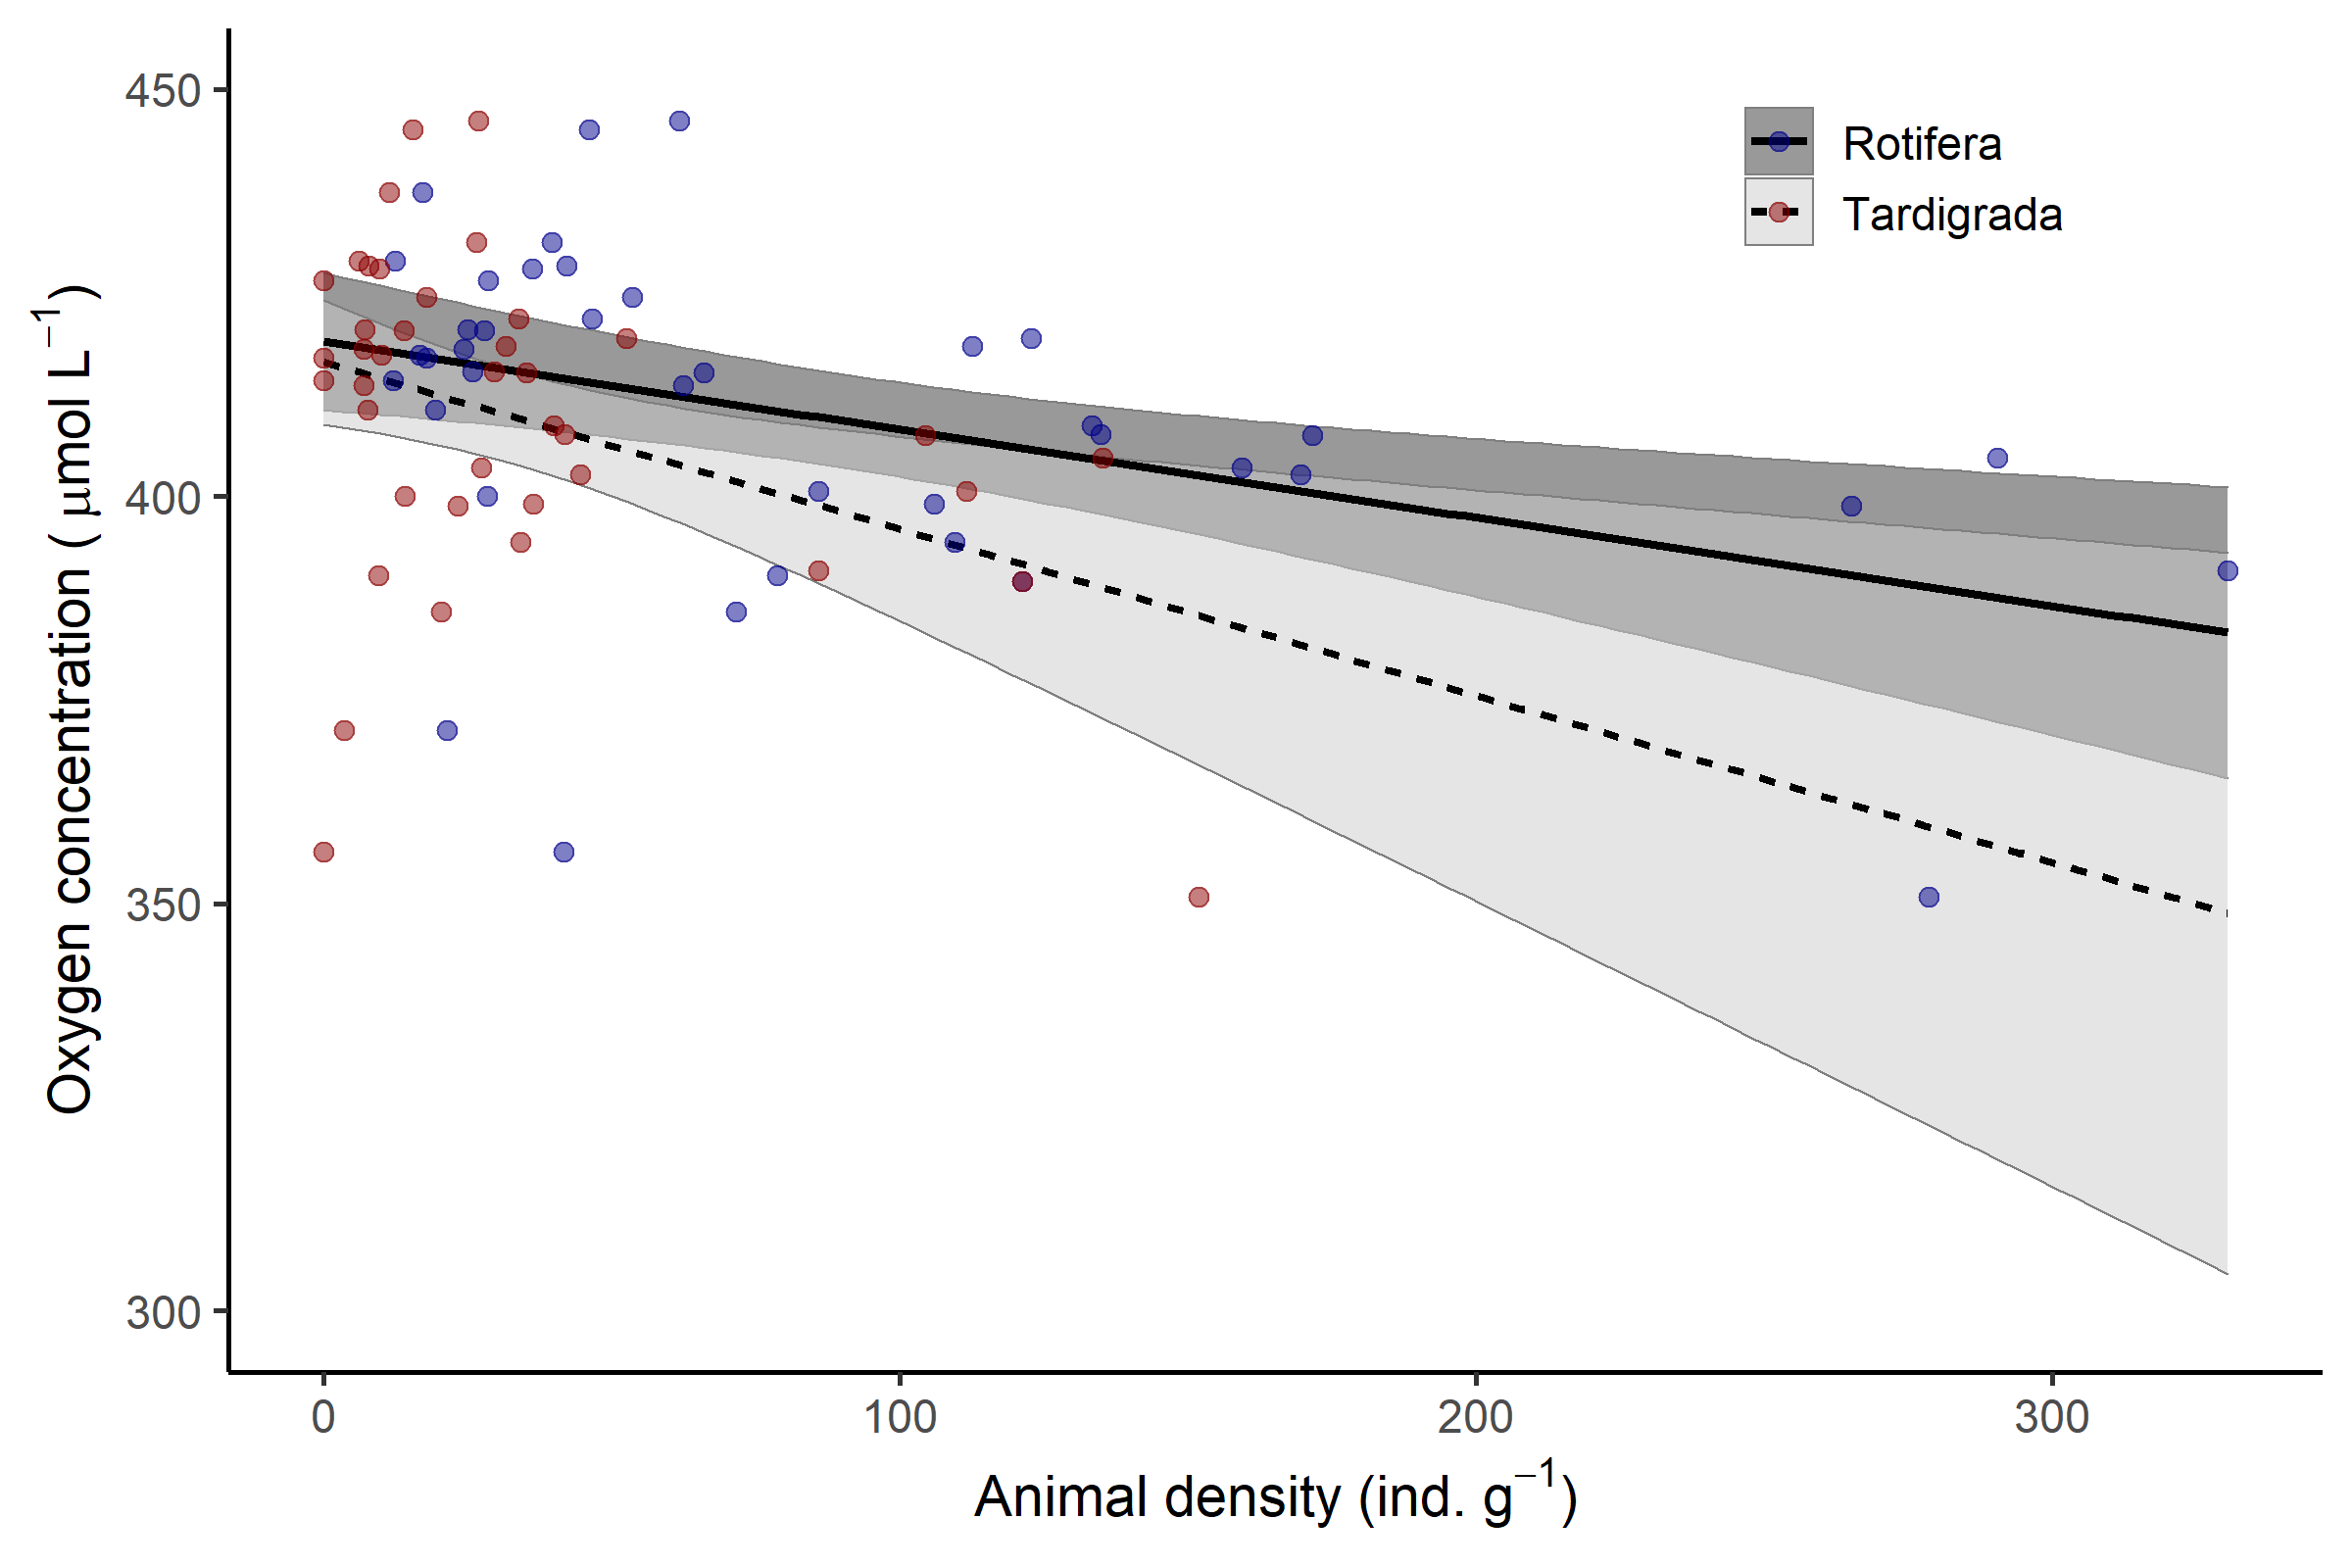 450
400
350
300
Oxygen concentration ( μmol L⁻¹)
Rotifera
Tardigrada
0 100 200 300
Animal density (ind. g⁻¹)